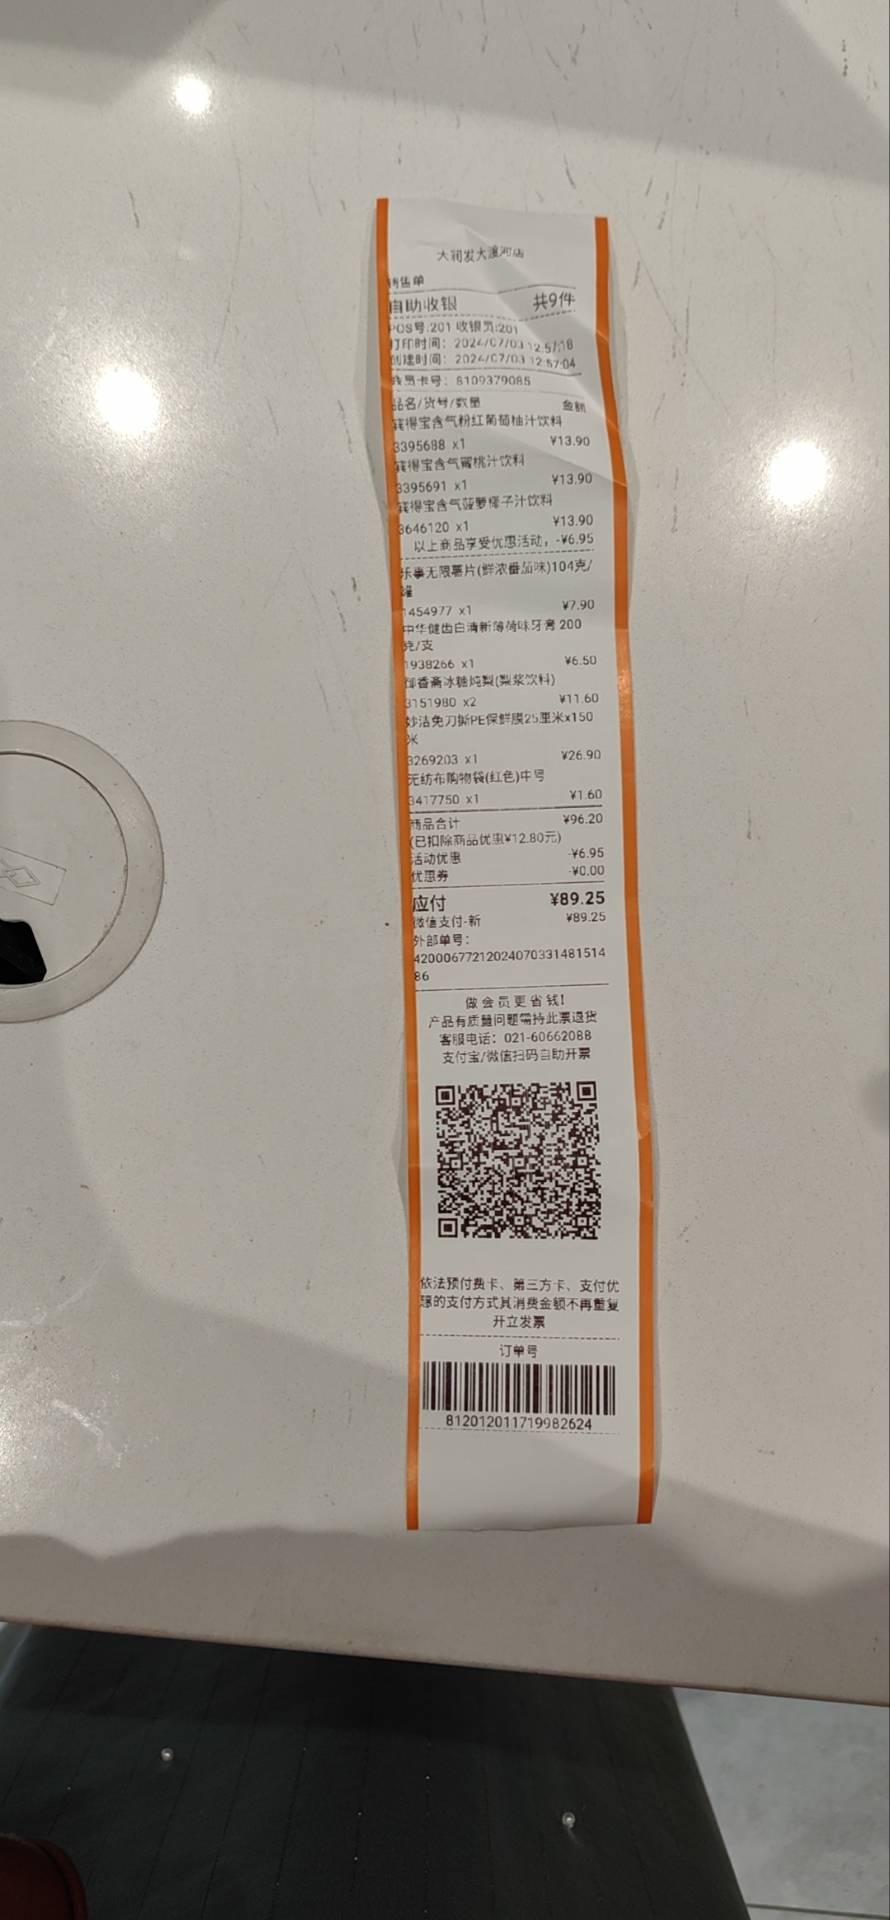 大润发大渡河店
销售单
自助收银 共9件
POS号:201 收银员:201
打印时间: 2024/07/03 12:57:18
创建时间: 2024/07/03 12:57:04
会员卡号: 8109379085
品名/货号/数量 金额
得宝含气粉红葡萄柚汁饮料
3395688 x1 ¥13.90
得宝含气蜜桃汁饮料
3395691 x1 ¥13.90
得宝含气菠萝椰子汁饮料
3646120 x1 ¥13.90
以上商品享受优惠活动, -¥6.95
乐事无限薯片(鲜浓番茄味)104克/
罐
1454977 x1 ¥7.90
中华健齿白清新薄荷味牙膏 200
克/支
1938266 x1 ¥6.50
御香斋冰糖炖梨(梨浆饮料)
3151980 x2 ¥11.60
妙洁免刀撕PE保鲜膜25厘米x150
米
3269203 x1 ¥26.90
无纺布购物袋(红色)中号
3417750 x1 ¥1.60
商品合计 ¥96.20
(已扣除商品优惠¥12.80元)
活动优惠 -¥6.95
优惠券 -¥0.00
应付 ¥89.25
微信支付-新 ¥89.25
外部单号:
42000677212024070331481514
86
做会员更省钱!
产品有质量问题需持此票退货
客服电话: 021-60662088
支付宝/微信扫码自助开票
依法预付费卡、第三方卡、支付优
惠的支付方式其消费金额不再重复
开立发票
订单号
812012011719982624